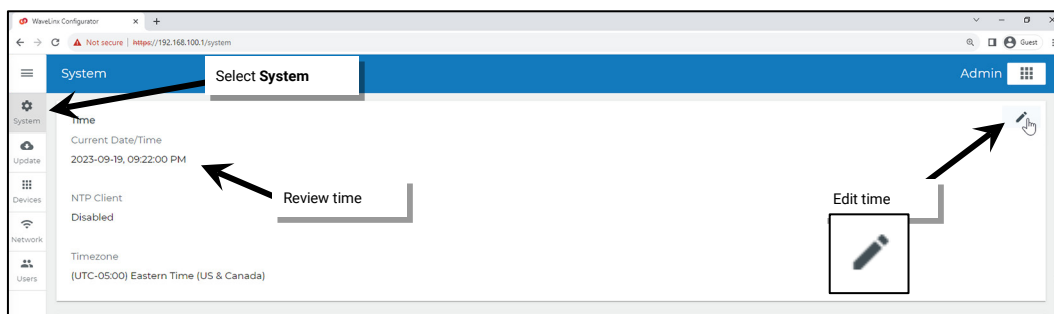 WaveLinx Configurator
Not secure | https://192.168.100.1/system
Guest
System
Select System
Admin
System
Time
Current Date/Time
Update
2023-09-19, 09:22:00 PM
Devices
NTP Client
Review time
Edit time
Disabled
Network
Timezone
Users
(UTC-05:00) Eastern Time (US & Canada)